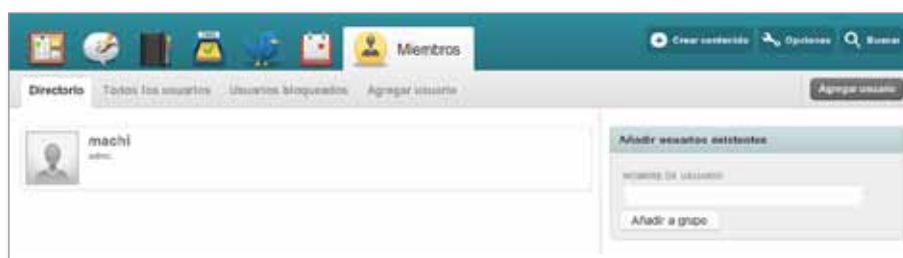 Miembros
Crear contenido
Opciones
Buscar
Directorio
Todos los usuarios
Usuarios bloqueados
Agregar usuario
Agregar usuario
machi
admin
Añadir usuarios existentes
NOMBRE DE USUARIO
Añadir a grupo